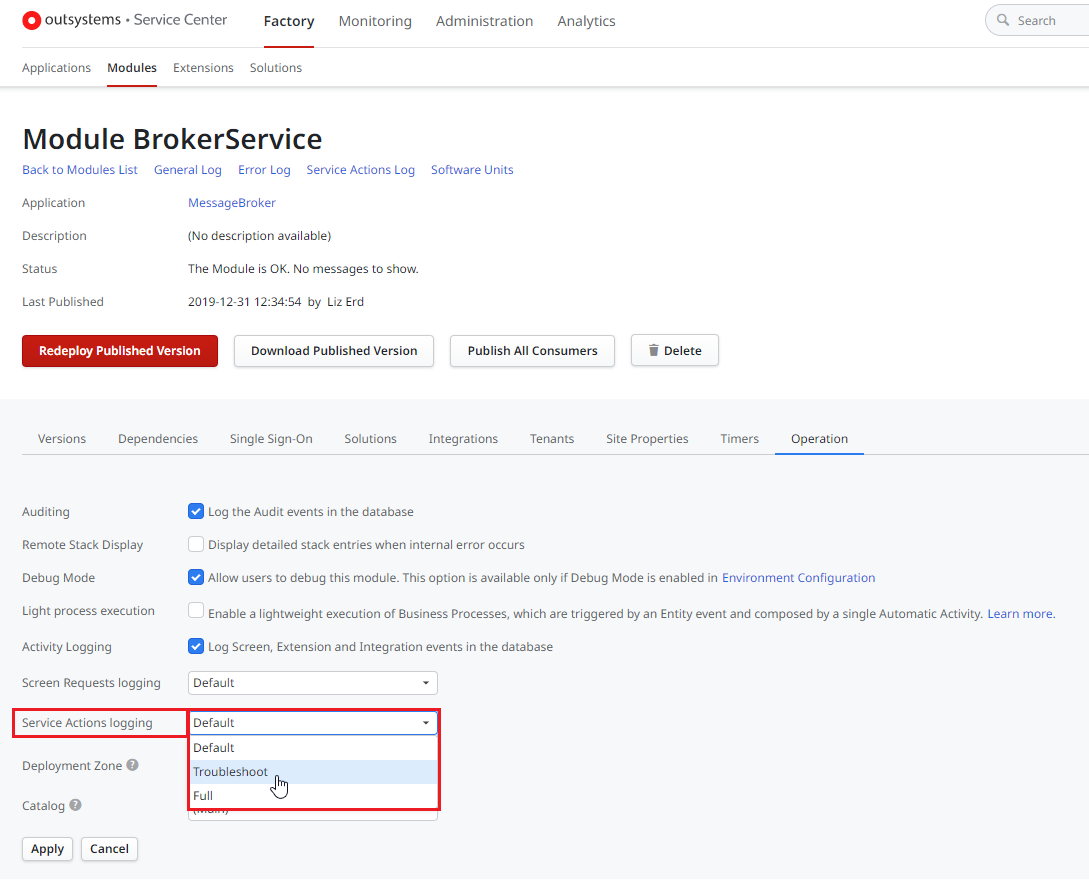 outsystems • Service Center Factory Monitoring Administration Analytics Search
Applications Modules Extensions Solutions
Module BrokerService
Back to Modules List General Log Error Log Service Actions Log Software Units
Application MessageBroker
Description (No description available)
Status The Module is OK. No messages to show.
Last Published 2019-12-31 12:34:54 by Liz Erd
Redeploy Published Version Download Published Version Publish All Consumers Delete
Versions Dependencies Single Sign-On Solutions Integrations Tenants Site Properties Timers Operation
Auditing Log the Audit events in the database
Remote Stack Display Display detailed stack entries when internal error occurs
Debug Mode Allow users to debug this module. This option is available only if Debug Mode is enabled in Environment Configuration
Light process execution Enable a lightweight execution of Business Processes, which are triggered by an Entity event and composed by a single Automatic Activity. Learn more.
Activity Logging Log Screen, Extension and Integration events in the database
Screen Requests logging Default
Service Actions logging Default
Default
Deployment Zone ? Troubleshoot
Full
Catalog ?
Apply Cancel